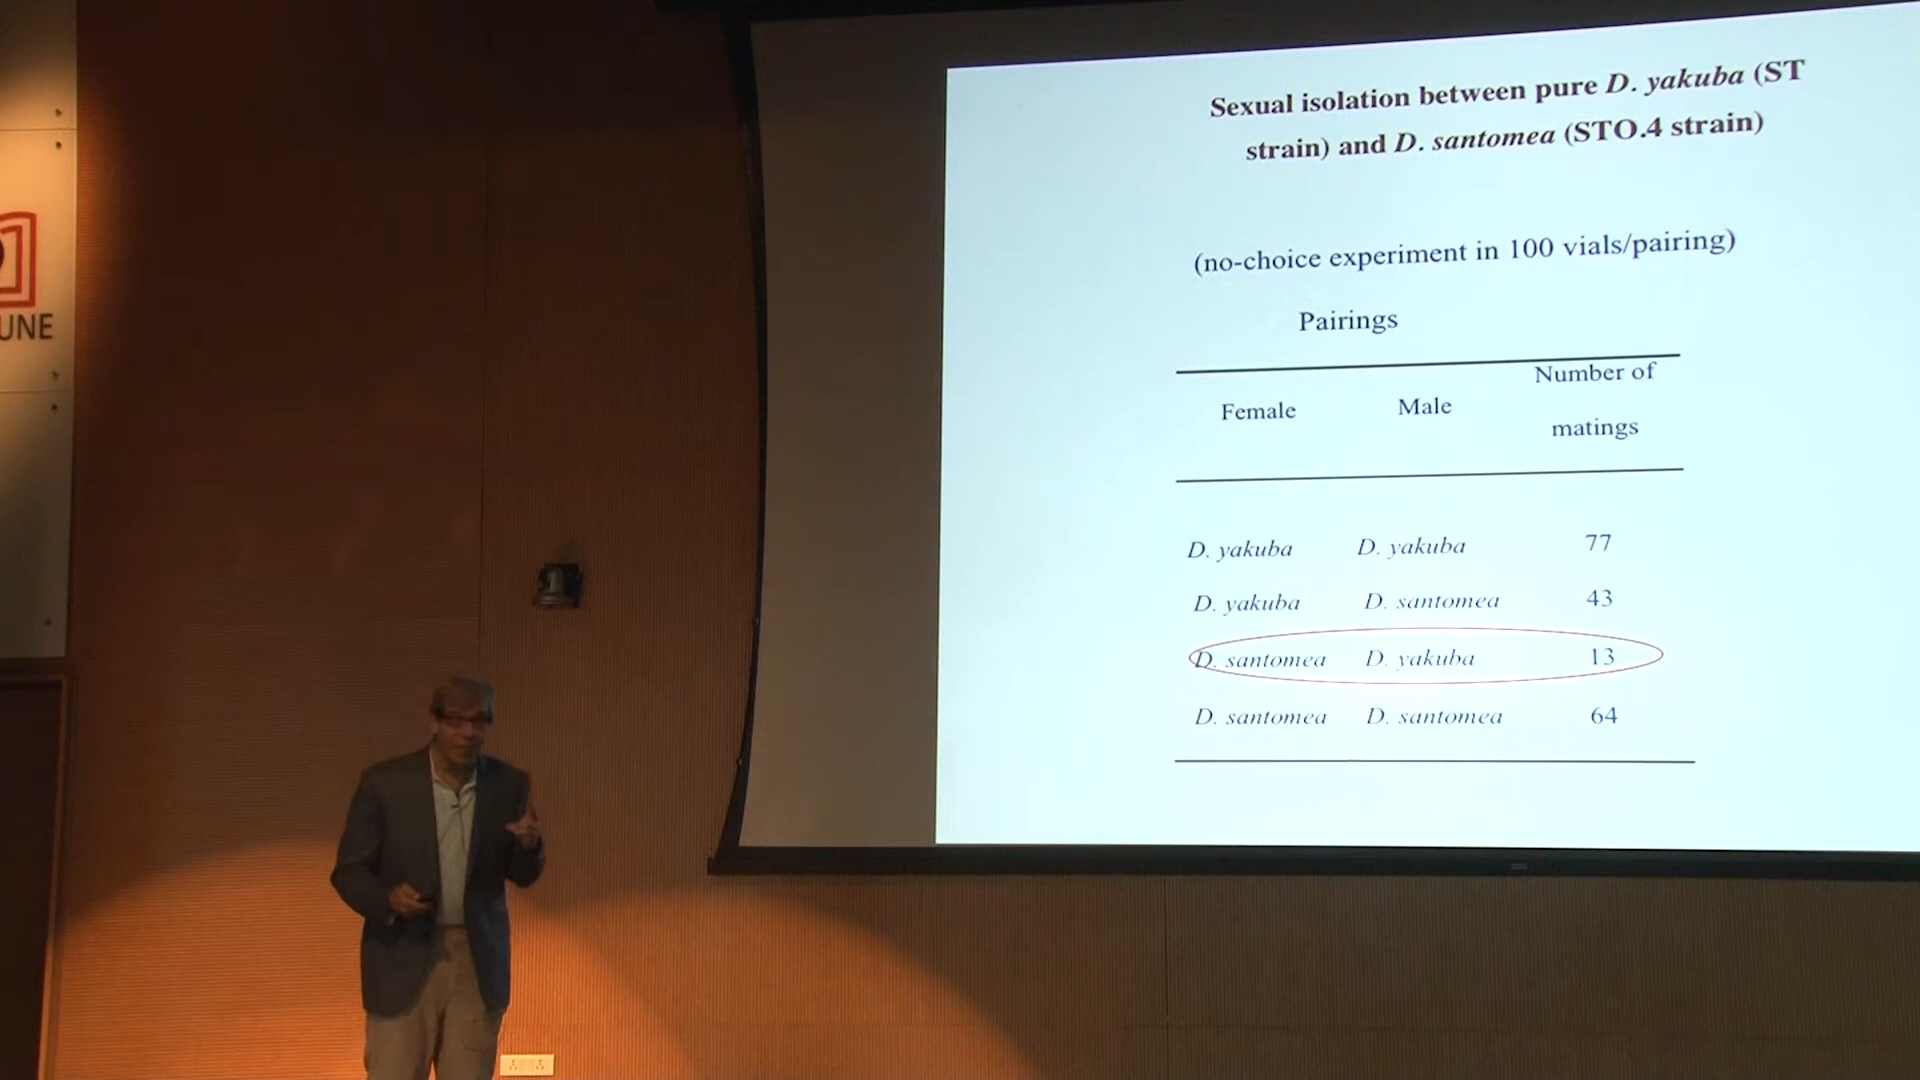 UNE
Sexual isolation between pure D. yakuba (ST
strain) and D. santomea (STO.4 strain)
(no-choice experiment in 100 vials/pairing)
Pairings
Female Male Number of
matings
D. yakuba D. yakuba 77
D. yakuba D. santomea 43
D. santomea D. yakuba 13
D. santomea D. santomea 64